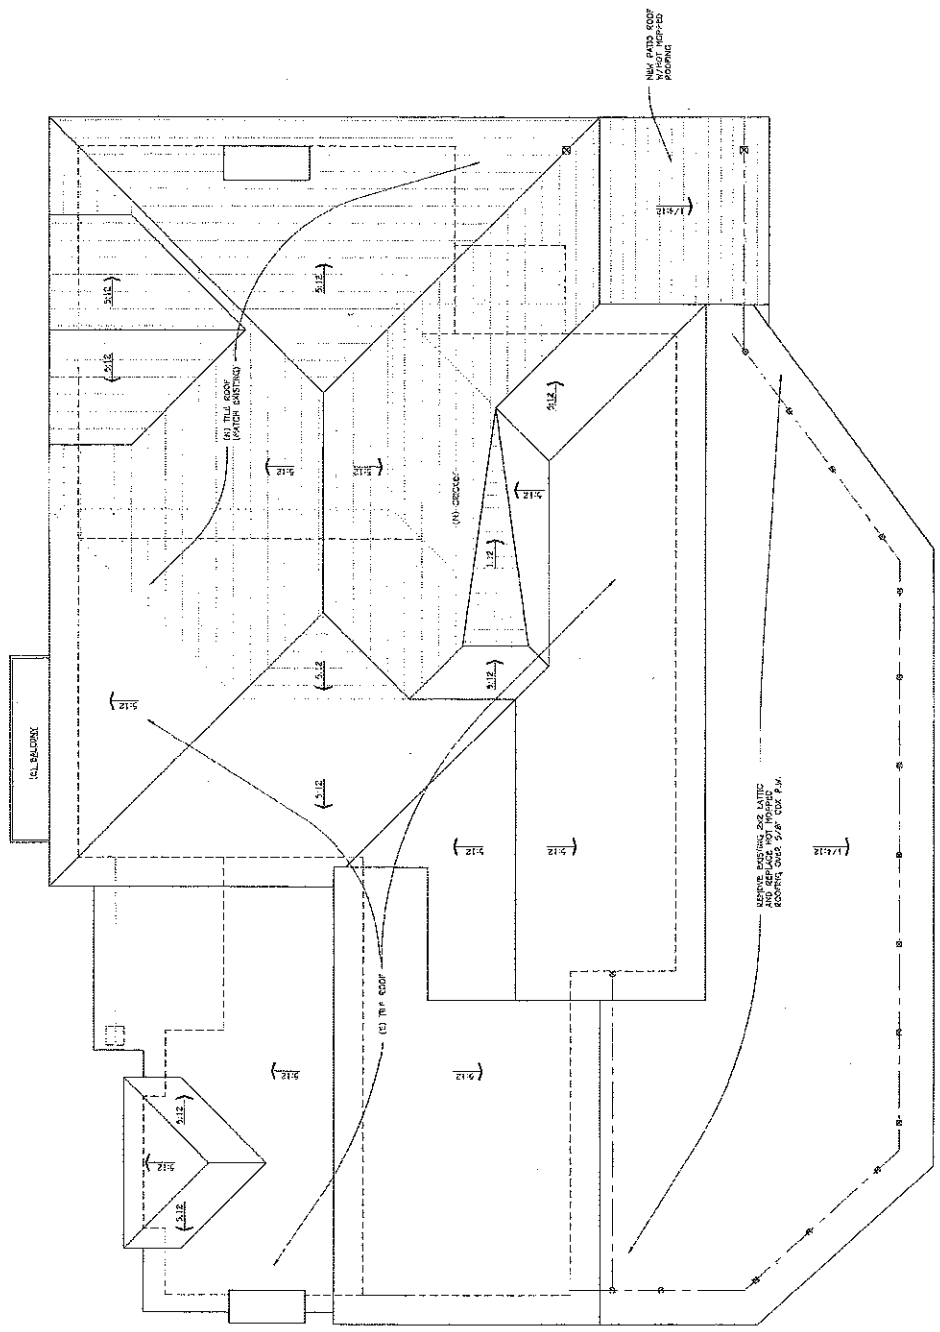 NEW PATIO ROOF
W/HOT MOPPED
ROOFING
1/4:12
5:12
5:12
5:12
(N) TILE ROOF
(MATCH EXISTING)
5:12
5:12
(N) CRICKET
5:12
5:12
1:12
5:12
5:12
5:12
(E) BALCONY
5:12
5:12
5:12
REMOVE EXISTING 2X2 LATTIC
AND REPLACE HOT MOPPED
ROOFING OVER 5/8" CDX P.W.
1/4:12
(E) TILE ROOF
5:12
5:12
5:12
5:12
5:12